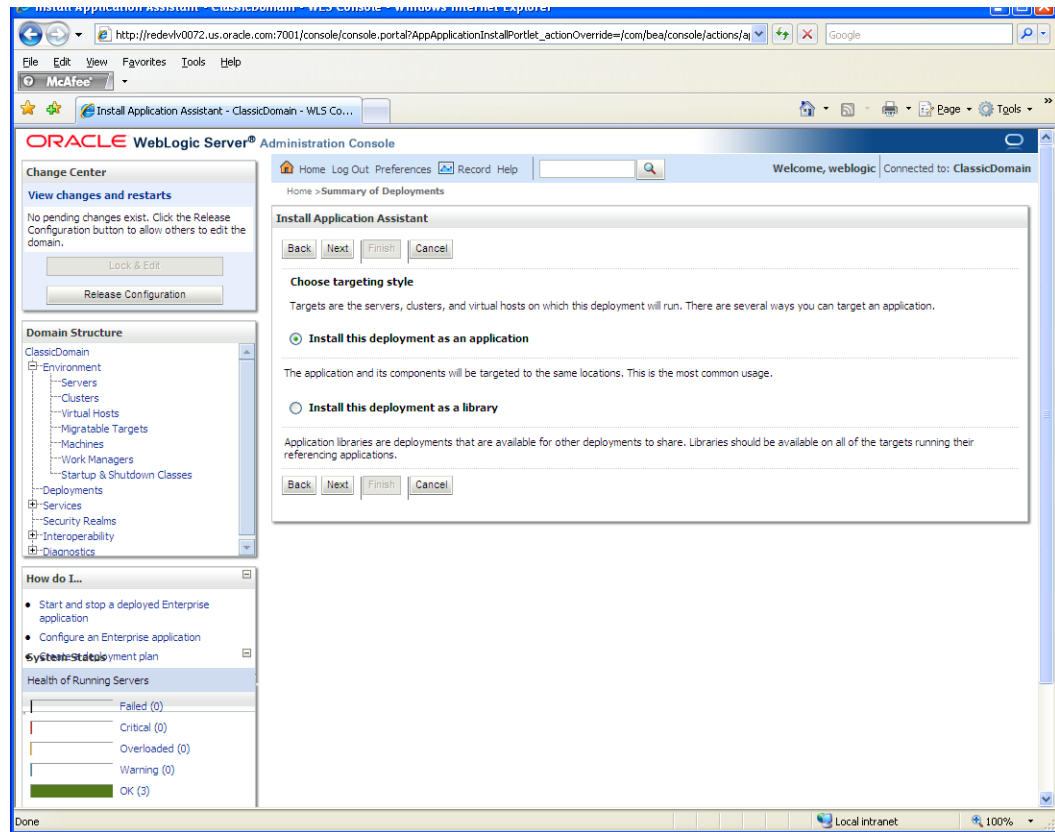 Install Application Assistant - ClassicDomain - WLS Console - Windows Internet Explorer
http://redevlv0072.us.oracle.com:7001/console/console.portal?AppApplicationInstallPortlet_actionOverride=/com/bea/console/actions/a
Google
File Edit View Favorites Tools Help
McAfee
Install Application Assistant - ClassicDomain - WLS Co...
Page Tools
ORACLE WebLogic Server® Administration Console
Change Center
View changes and restarts
No pending changes exist. Click the Release
Configuration button to allow others to edit the
domain.
Lock & Edit
Release Configuration
Domain Structure
ClassicDomain
Environment
Servers
Clusters
Virtual Hosts
Migratable Targets
Machines
Work Managers
Startup & Shutdown Classes
Deployments
Services
Security Realms
Interoperability
Diagnostics
How do I...
Start and stop a deployed Enterprise
application
Configure an Enterprise application
Create a deployment plan
System Status
Health of Running Servers
Failed (0)
Critical (0)
Overloaded (0)
Warning (0)
OK (3)
Home Log Out Preferences Record Help
Welcome, weblogic Connected to: ClassicDomain
Home >Summary of Deployments
Install Application Assistant
Back Next Finish Cancel
Choose targeting style
Targets are the servers, clusters, and virtual hosts on which this deployment will run. There are several ways you can target an application.
Install this deployment as an application
The application and its components will be targeted to the same locations. This is the most common usage.
Install this deployment as a library
Application libraries are deployments that are available for other deployments to share. Libraries should be available on all of the targets running their
referencing applications.
Back Next Finish Cancel
Done
Local intranet
100%